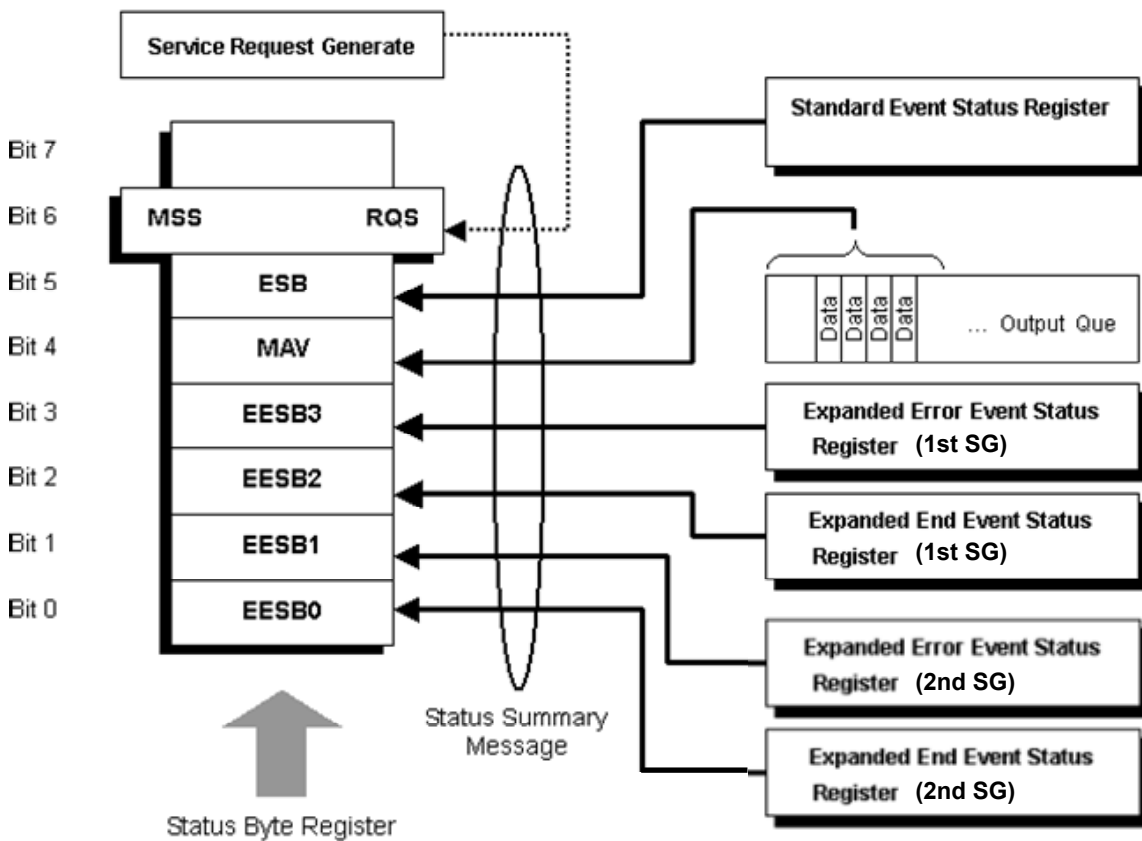 Service Request Generate
Bit 7
Bit 6
MSS RQS
Bit 5
ESB
Bit 4
MAV
Bit 3
EESB3
Bit 2
EESB2
Bit 1
EESB1
Bit 0
EESB0
Status Byte Register
Status Summary
Message
Standard Event Status Register
Data Data Data Data ... Output Que
Expanded Error Event Status
Register (1st SG)
Expanded End Event Status
Register (1st SG)
Expanded Error Event Status
Register (2nd SG)
Expanded End Event Status
Register (2nd SG)